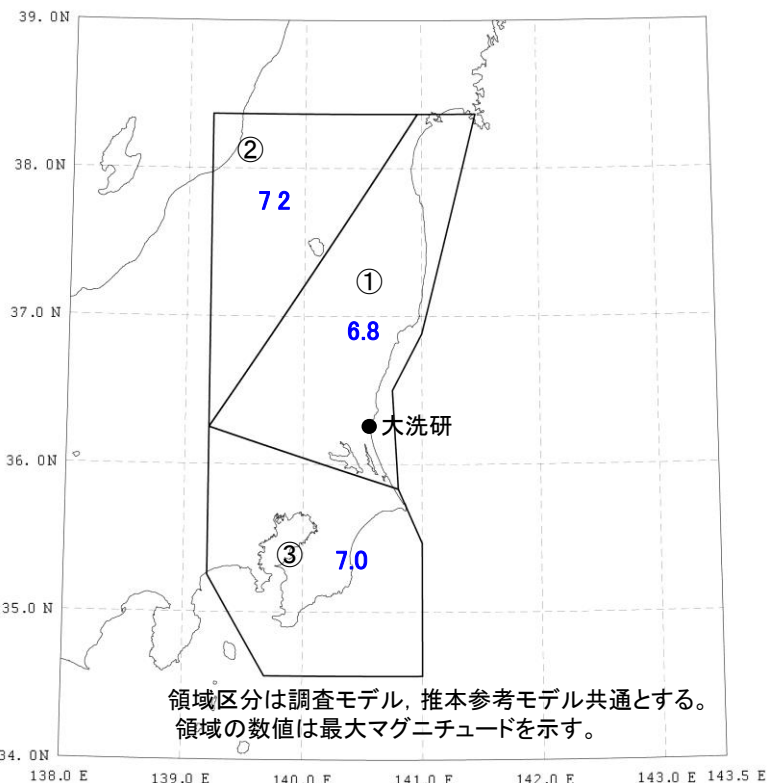 39. 0N
②
38.0N
7 2
①
37.0 N
6.8
大洗研
36. 0N
③
7.0
35.0 N
領域区分は調査モデル, 推本参考モデル共通とする。
領域の数値は最大マグニチュードを示す。
34. 0N
138.0 E 139.0 E 140.0 E 141.0 E 142.0 E 143.0 E 143.5 E